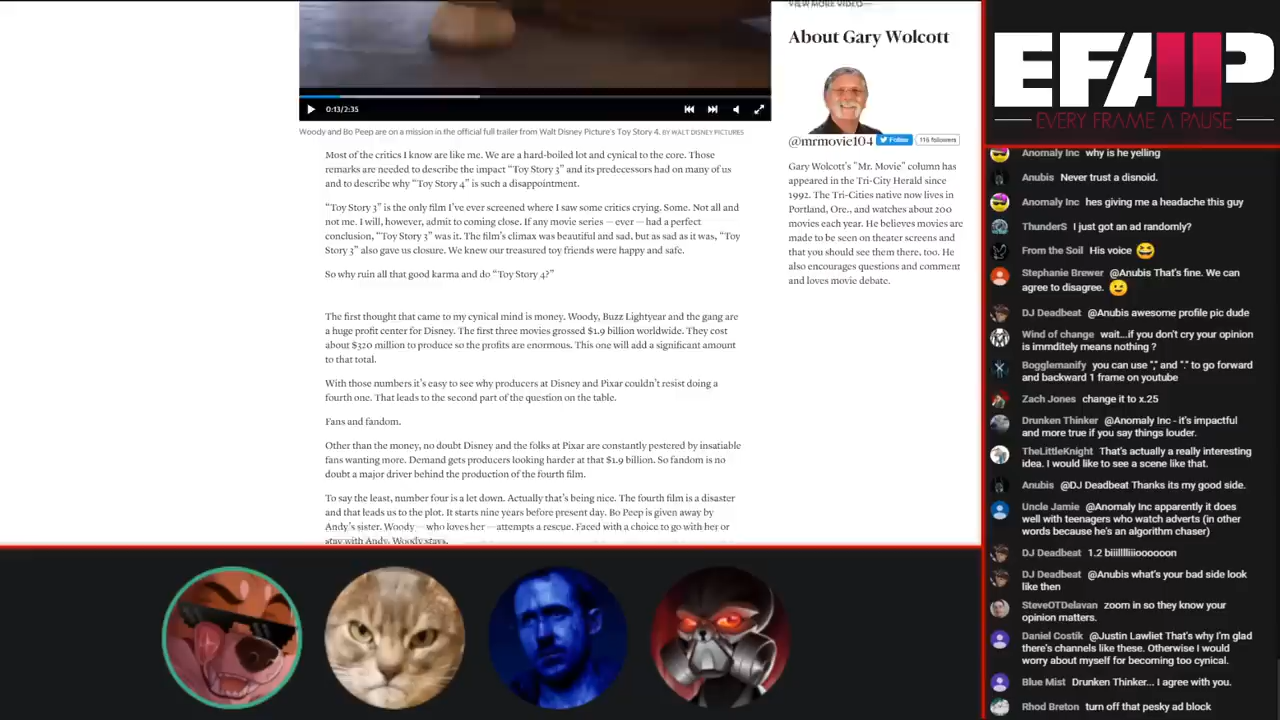 VIEW MORE VIDEO
About Gary Wolcott
@mrmovie104 Follow 116 followers
Gary Wolcott's "Mr. Movie" column has
appeared in the Tri-City Herald since
1992. The Tri-Cities native now lives in
Portland, Ore., and watches about 200
movies each year. He believes movies are
made to be seen on theater screens and
that you should see them there, too. He
also encourages questions and comment
and loves movie debate.
0:13/2:35
Woody and Bo Peep are on a mission in the official full trailer from Walt Disney Picture's Toy Story 4. BY WALT DISNEY PICTURES
Most of the critics I know are like me. We are a hard-boiled lot and cynical to the core. Those
remarks are needed to describe the impact “Toy Story 3” and its predecessors had on many of us
and to describe why “Toy Story 4” is such a disappointment.
“Toy Story 3” is the only film I’ve ever screened where I saw some critics crying. Some. Not all and
not me. I will, however, admit to coming close. If any movie series — ever — had a perfect
conclusion, “Toy Story 3” was it. The film’s climax was beautiful and sad, but as sad as it was, “Toy
Story 3” also gave us closure. We knew our treasured toy friends were happy and safe.
So why ruin all that good karma and do “Toy Story 4?”
The first thought that came to my cynical mind is money. Woody, Buzz Lightyear and the gang are
a huge profit center for Disney. The first three movies grossed $1.9 billion worldwide. They cost
about $320 million to produce so the profits are enormous. This one will add a significant amount
to that total.
With those numbers it’s easy to see why producers at Disney and Pixar couldn’t resist doing a
fourth one. That leads to the second part of the question on the table.
Fans and fandom.
Other than the money, no doubt Disney and the folks at Pixar are constantly pestered by insatiable
fans wanting more. Demand gets producers looking harder at that $1.9 billion. So fandom is no
doubt a major driver behind the production of the fourth film.
To say the least, number four is a let down. Actually that’s being nice. The fourth film is a disaster
and that leads us to the plot. It starts nine years before present day. Bo Peep is given away by
Andy’s sister. Woody — who loves her — attempts a rescue. Faced with a choice to go with her or
stay with Andy, Woody stays.
EFAP
EVERY FRAME A PAUSE
Anomaly Inc why is he yelling
Anubis Never trust a disnoid.
Anomaly Inc hes giving me a headache this guy
ThunderS I just got an ad randomly?
From the Soil His voice 😆
Stephanie Brewer @Anubis That's fine. We can
agree to disagree. 😉
DJ Deadbeat @Anubis awesome profile pic dude
Wind of change wait...if you don't cry your opinion
is immditely means nothing ?
Bogglemanify you can use "," and "." to go forward
and backward 1 frame on youtube
Zach Jones change it to x.25
Drunken Thinker @Anomaly Inc - it's impactful
and more true if you say things louder.
TheLittleKnight That's actually a really interesting
idea. I would like to see a scene like that.
Anubis @DJ Deadbeat Thanks its my good side.
Uncle Jamie @Anomaly Inc apparently it does
well with teenagers who watch adverts (in other
words because he's an algorithm chaser)
DJ Deadbeat 1.2 biiilllliiioooooon
DJ Deadbeat @Anubis what's your bad side look
like then
SteveOTDelavan zoom in so they know your
opinion matters.
Daniel Costik @Justin Lawliet That's why I'm glad
there's channels like these. Otherwise I would
worry about myself for becoming too cynical.
Blue Mist Drunken Thinker... I agree with you.
Rhod Breton turn off that pesky ad block